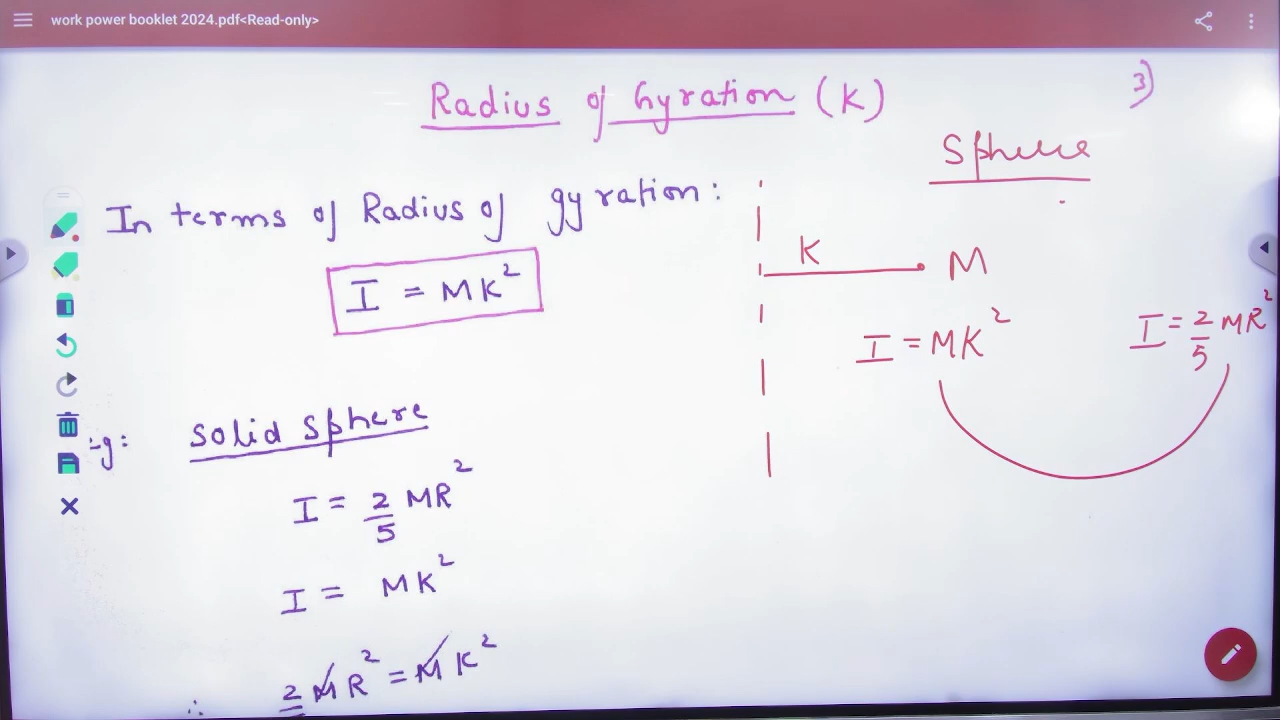 work power booklet 2024.pdf<Read-only>
Radius of Gyration (K)
In terms of Radius of gyration:
I = MK²
-g:
Solid Sphere
I = 2/5 MR²
I = MK²
∴ 2 MR² = MK²
3)
Sphere
K M
I = MK²
I = 2/5 MR²